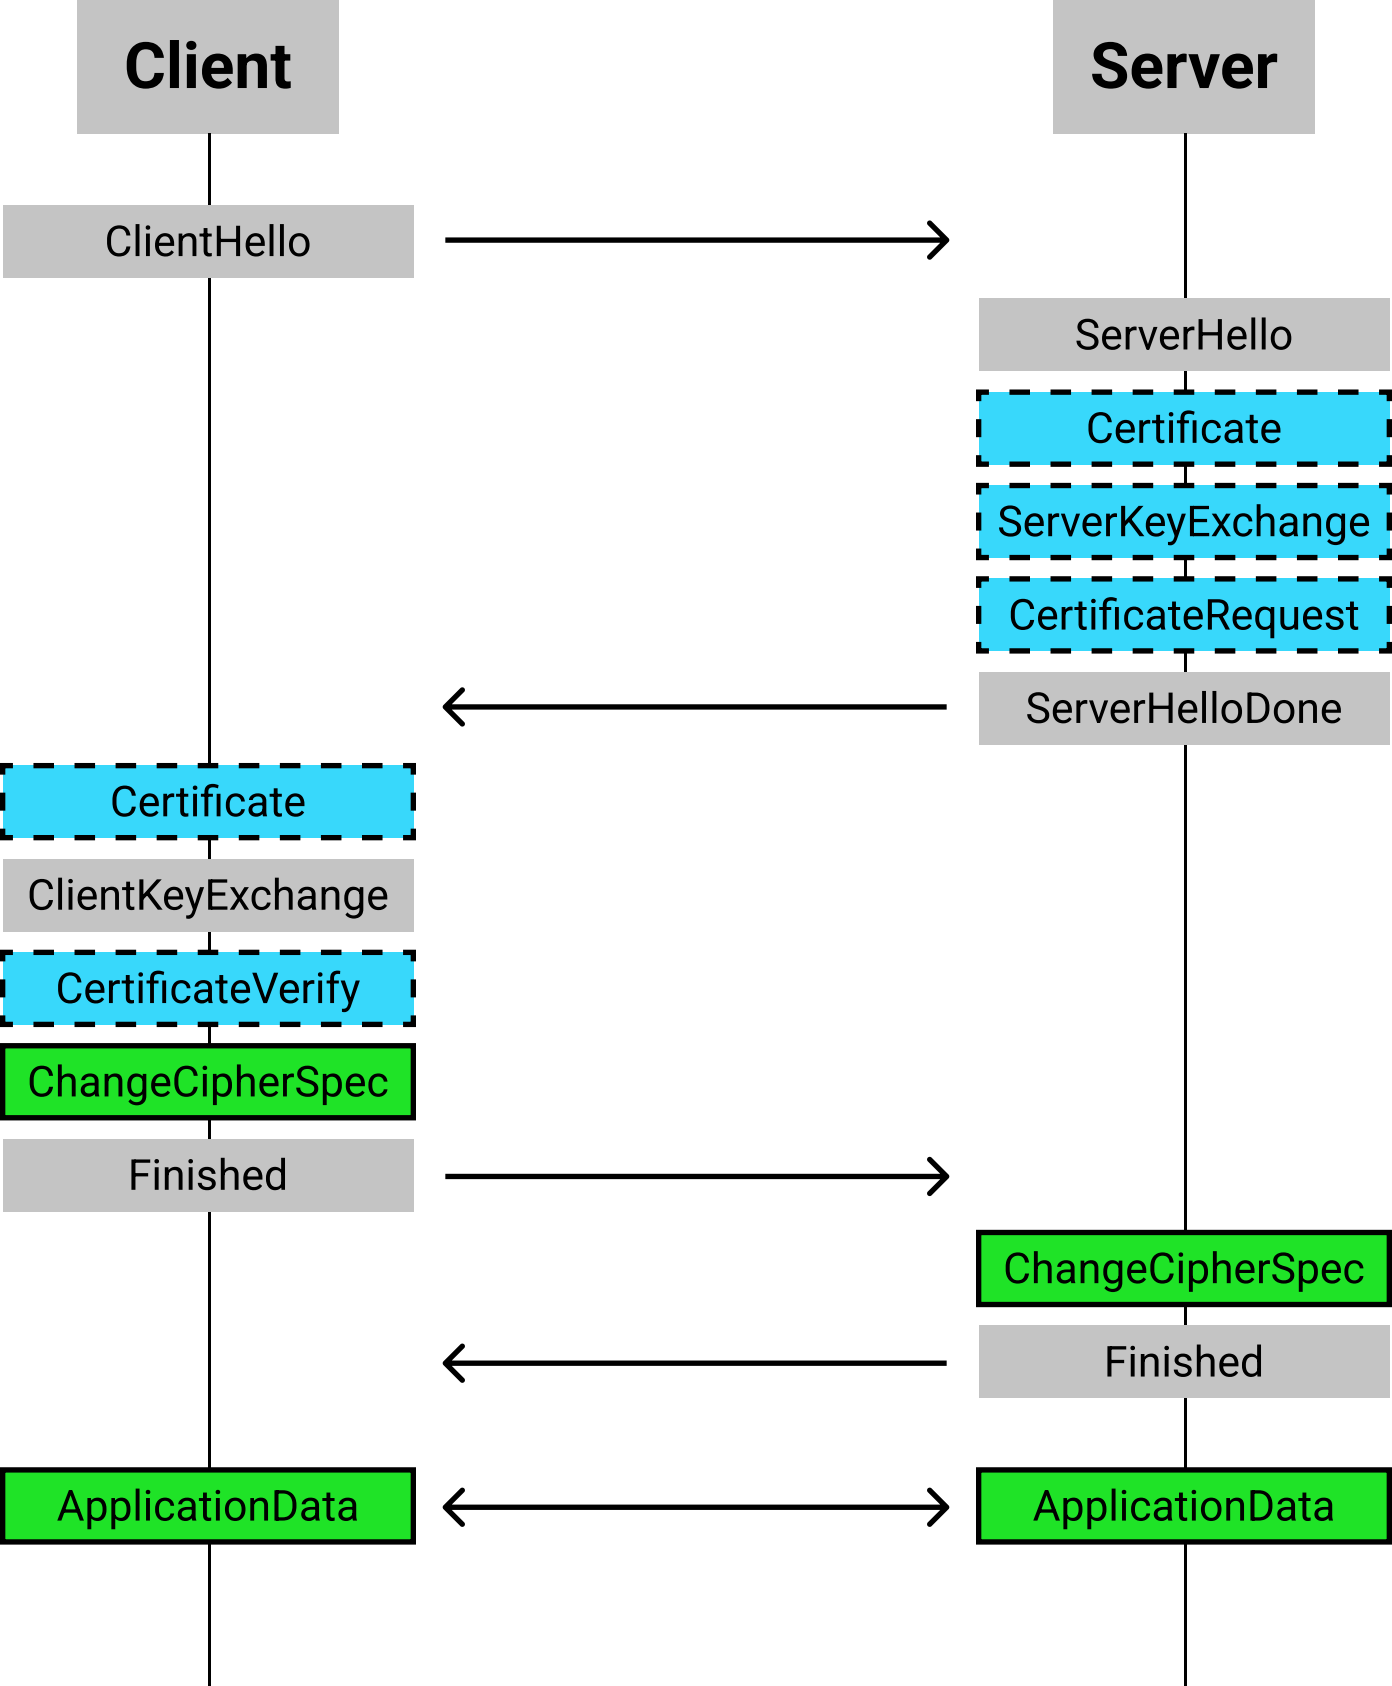 Client
Server
ClientHello
ServerHello
Certificate
ServerKeyExchange
CertificateRequest
ServerHelloDone
Certificate
ClientKeyExchange
CertificateVerify
ChangeCipherSpec
Finished
ChangeCipherSpec
Finished
ApplicationData
ApplicationData